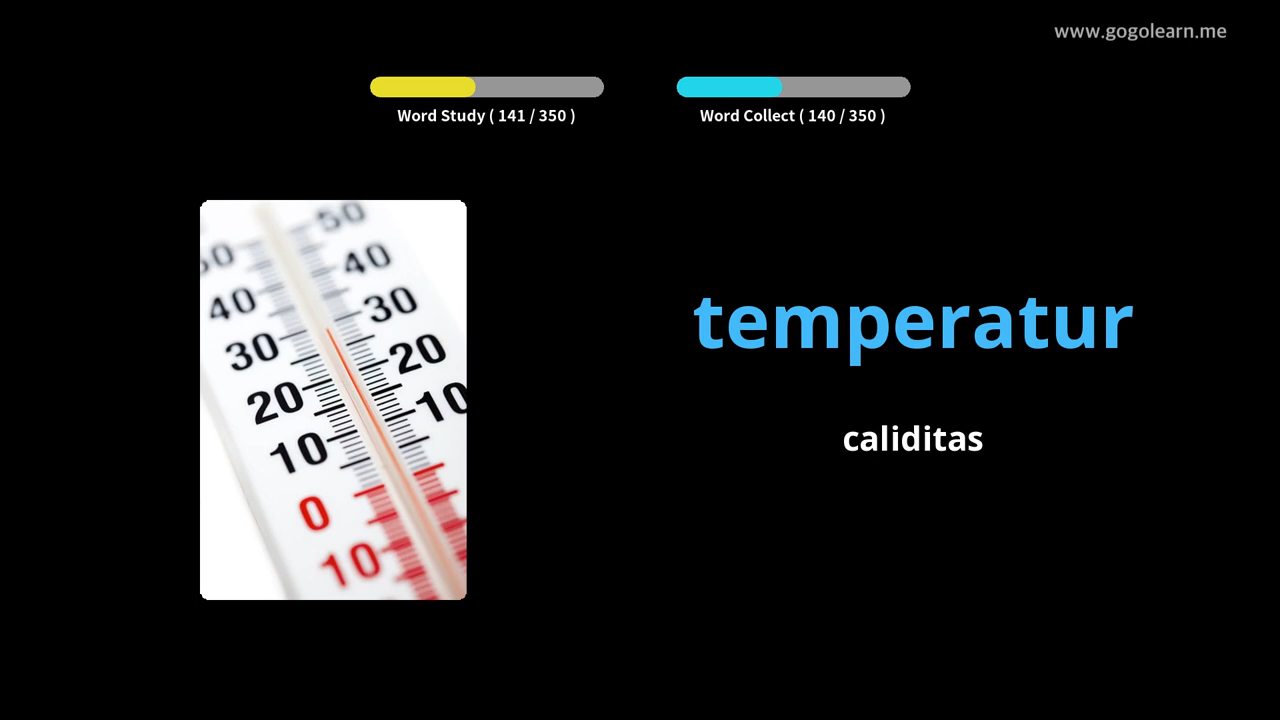 www.gogolearn.me
Word Study ( 141 / 350 )
Word Collect ( 140 / 350 )
temperatur
caliditas
50
50
40
40
30
30
20
20
10
10
0
10